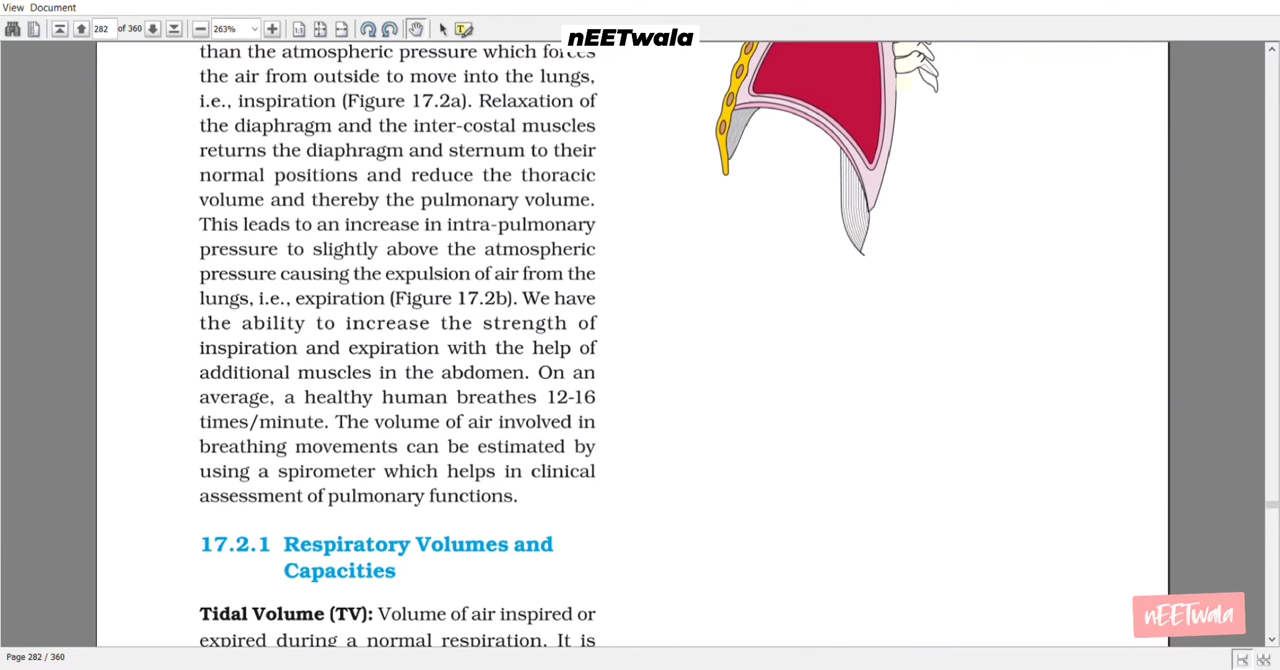 View Document
282 of 360 263%
nEETwala
than the atmospheric pressure which forces
the air from outside to move into the lungs,
i.e., inspiration (Figure 17.2a). Relaxation of
the diaphragm and the inter-costal muscles
returns the diaphragm and sternum to their
normal positions and reduce the thoracic
volume and thereby the pulmonary volume.
This leads to an increase in intra-pulmonary
pressure to slightly above the atmospheric
pressure causing the expulsion of air from the
lungs, i.e., expiration (Figure 17.2b). We have
the ability to increase the strength of
inspiration and expiration with the help of
additional muscles in the abdomen. On an
average, a healthy human breathes 12-16
times/minute. The volume of air involved in
breathing movements can be estimated by
using a spirometer which helps in clinical
assessment of pulmonary functions.
17.2.1 Respiratory Volumes and
Capacities
Tidal Volume (TV): Volume of air inspired or
expired during a normal respiration. It is
nEETwala
Page 282 / 360